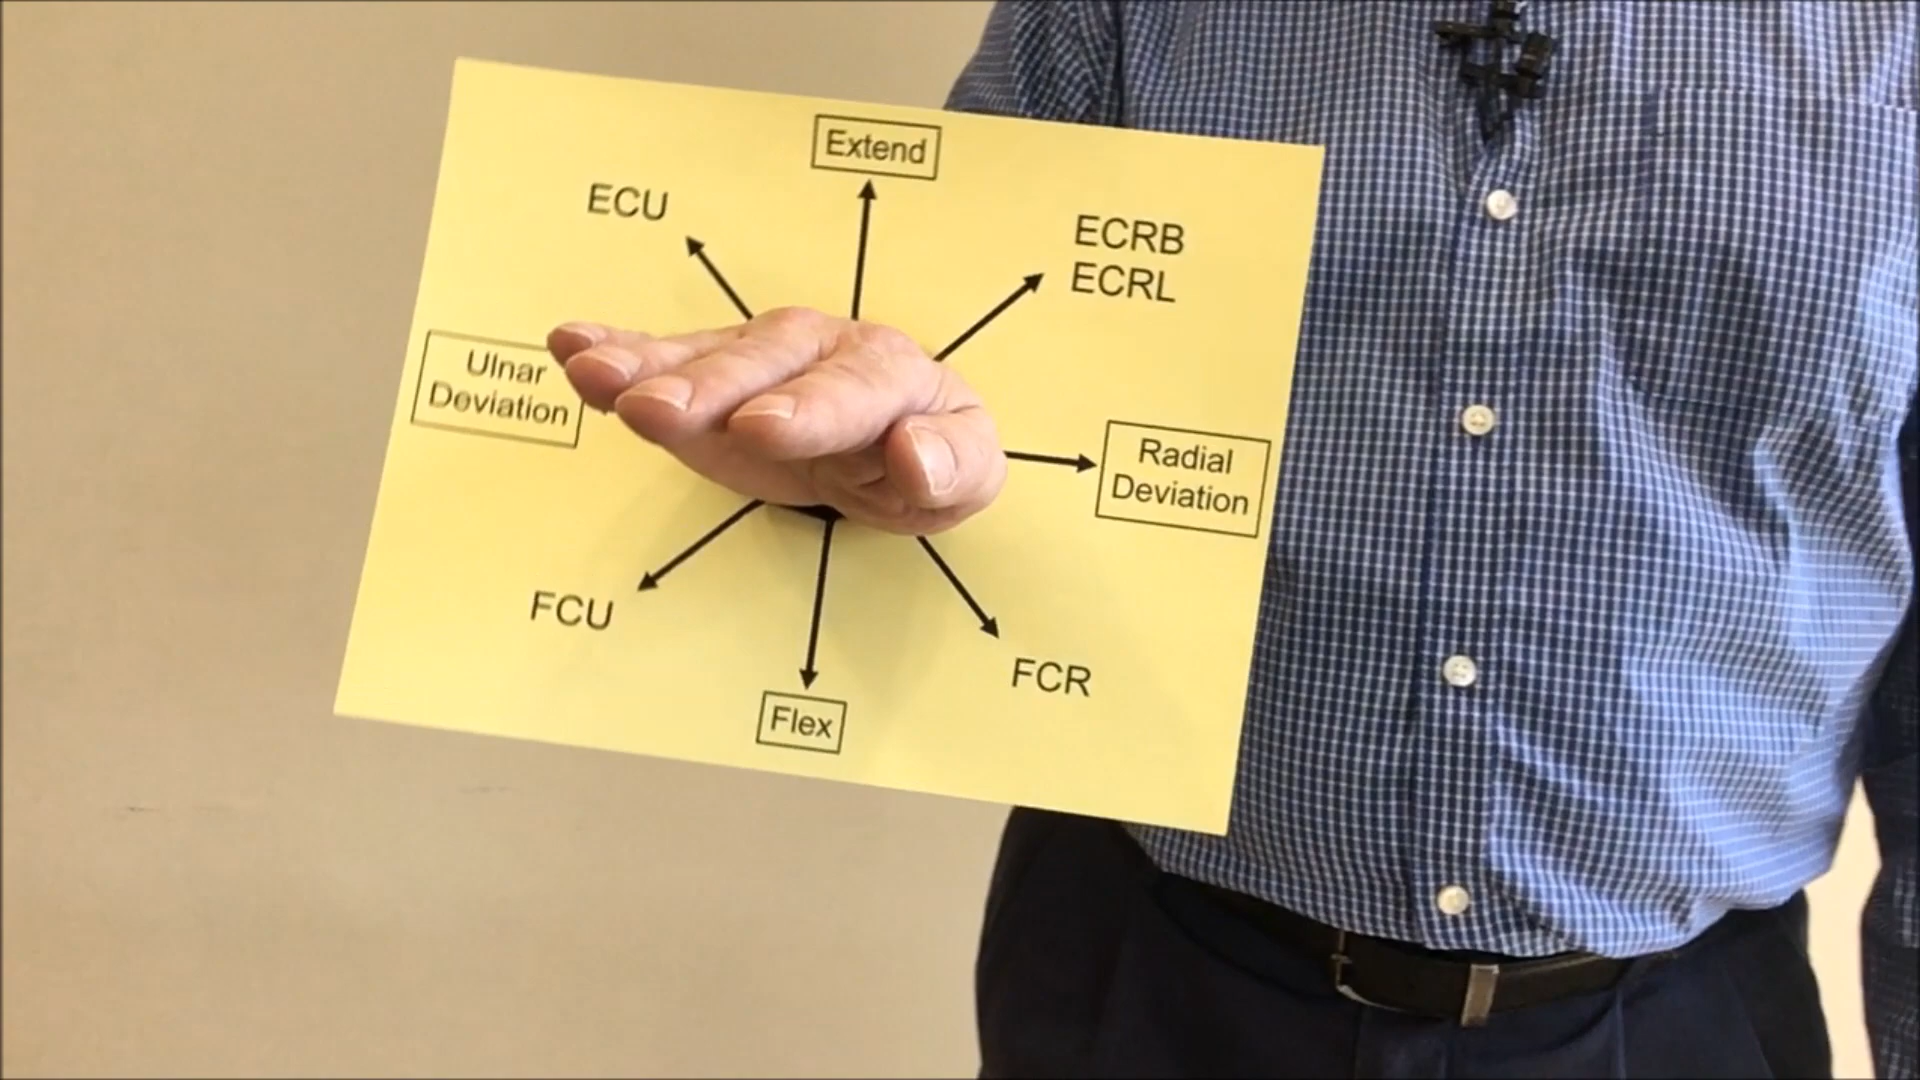 Extend
ECU
ECRB
ECRL
Ulnar
Deviation
Radial
Deviation
FCU
FCR
Flex